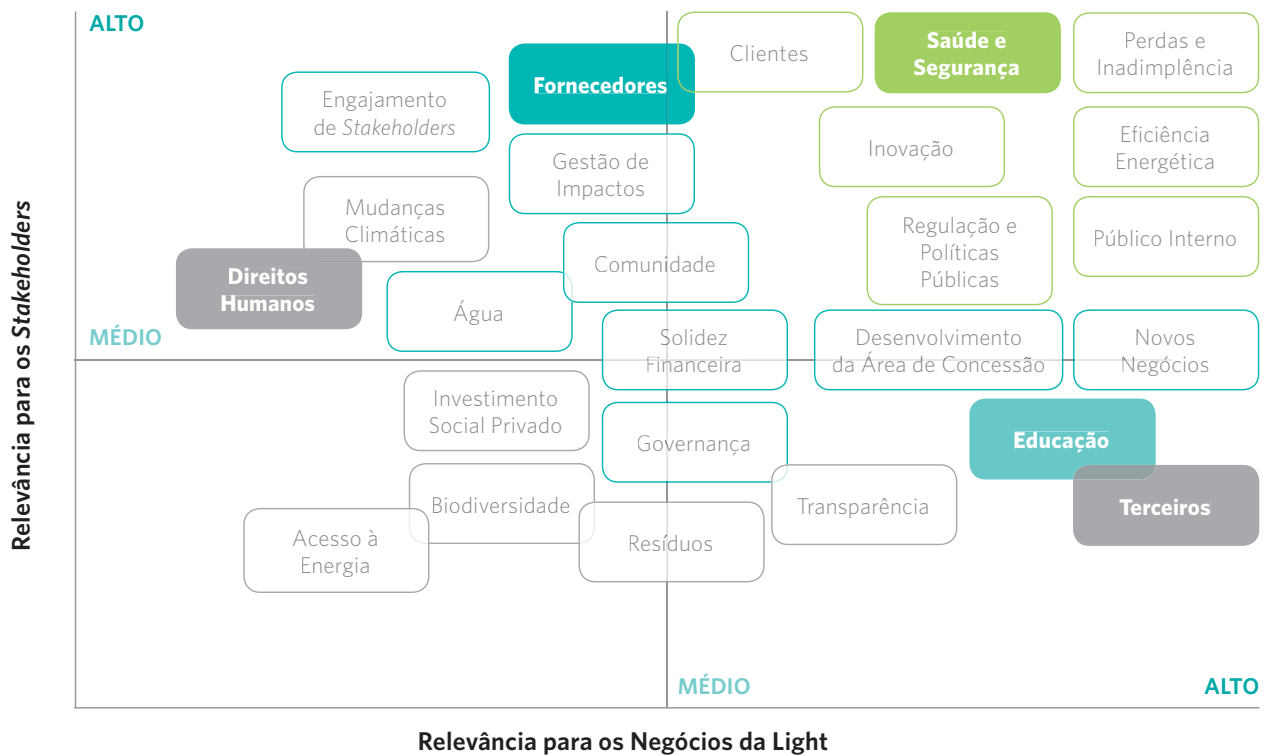 ALTO
Clientes
Saúde e
Segurança
Perdas e
Inadimplência
Fornecedores
Engajamento
de Stakeholders
Inovação
Eficiência
Energética
Gestão de
Impactos
Mudanças
Climáticas
Regulação e
Políticas
Públicas
Público Interno
Comunidade
Direitos
Humanos
Água
MÉDIO
Solidez
Financeira
Desenvolvimento
da Área de Concessão
Novos
Negócios
Investimento
Social Privado
Governança
Educação
Biodiversidade
Transparência
Terceiros
Acesso à
Energia
Resíduos
MÉDIO
ALTO
Relevância para os Stakeholders
Relevância para os Negócios da Light